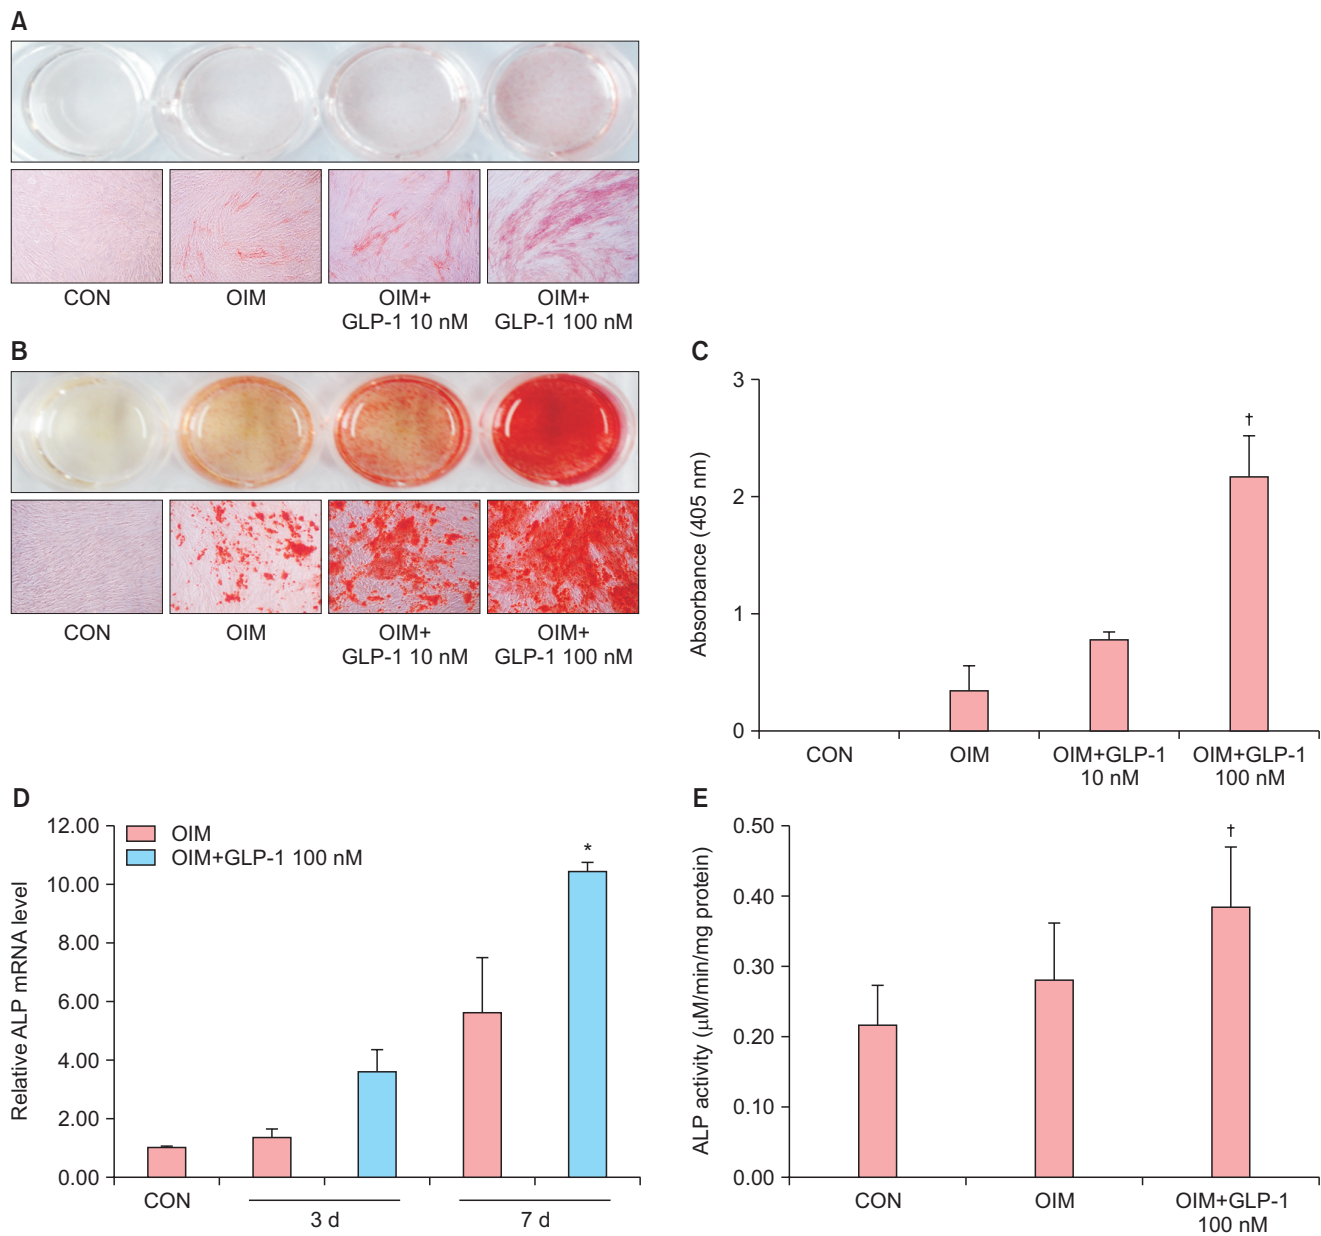 A
CON
OIM
OIM+
GLP-1 10 nM
OIM+
GLP-1 100 nM
B
CON
OIM
OIM+
GLP-1 10 nM
OIM+
GLP-1 100 nM
C
Absorbance (405 nm)
3
2
1
0
†
CON
OIM
OIM+GLP-1
10 nM
OIM+GLP-1
100 nM
D
Relative ALP mRNA level
12.00
10.00
8.00
6.00
4.00
2.00
0.00
OIM
OIM+GLP-1 100 nM
*
CON
3 d
7 d
E
ALP activity (μM/min/mg protein)
0.50
0.40
0.30
0.20
0.10
0.00
†
CON
OIM
OIM+GLP-1
100 nM